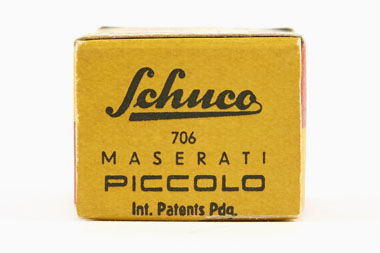 Schuco
706
MASERATI
PICCOLO
Int. Patents Pdg.